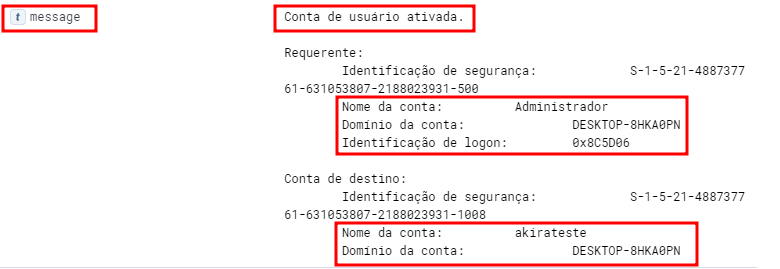 t message
Conta de usuário ativada.
Requerente:
Identificação de segurança: S-1-5-21-4887377
61-631053807-2188023931-500
Nome da conta: Administrador
Domínio da conta: DESKTOP-8HKA0PN
Identificação de logon: 0x8C5D06
Conta de destino:
Identificação de segurança: S-1-5-21-4887377
61-631053807-2188023931-1008
Nome da conta: akirateste
Domínio da conta: DESKTOP-8HKA0PN